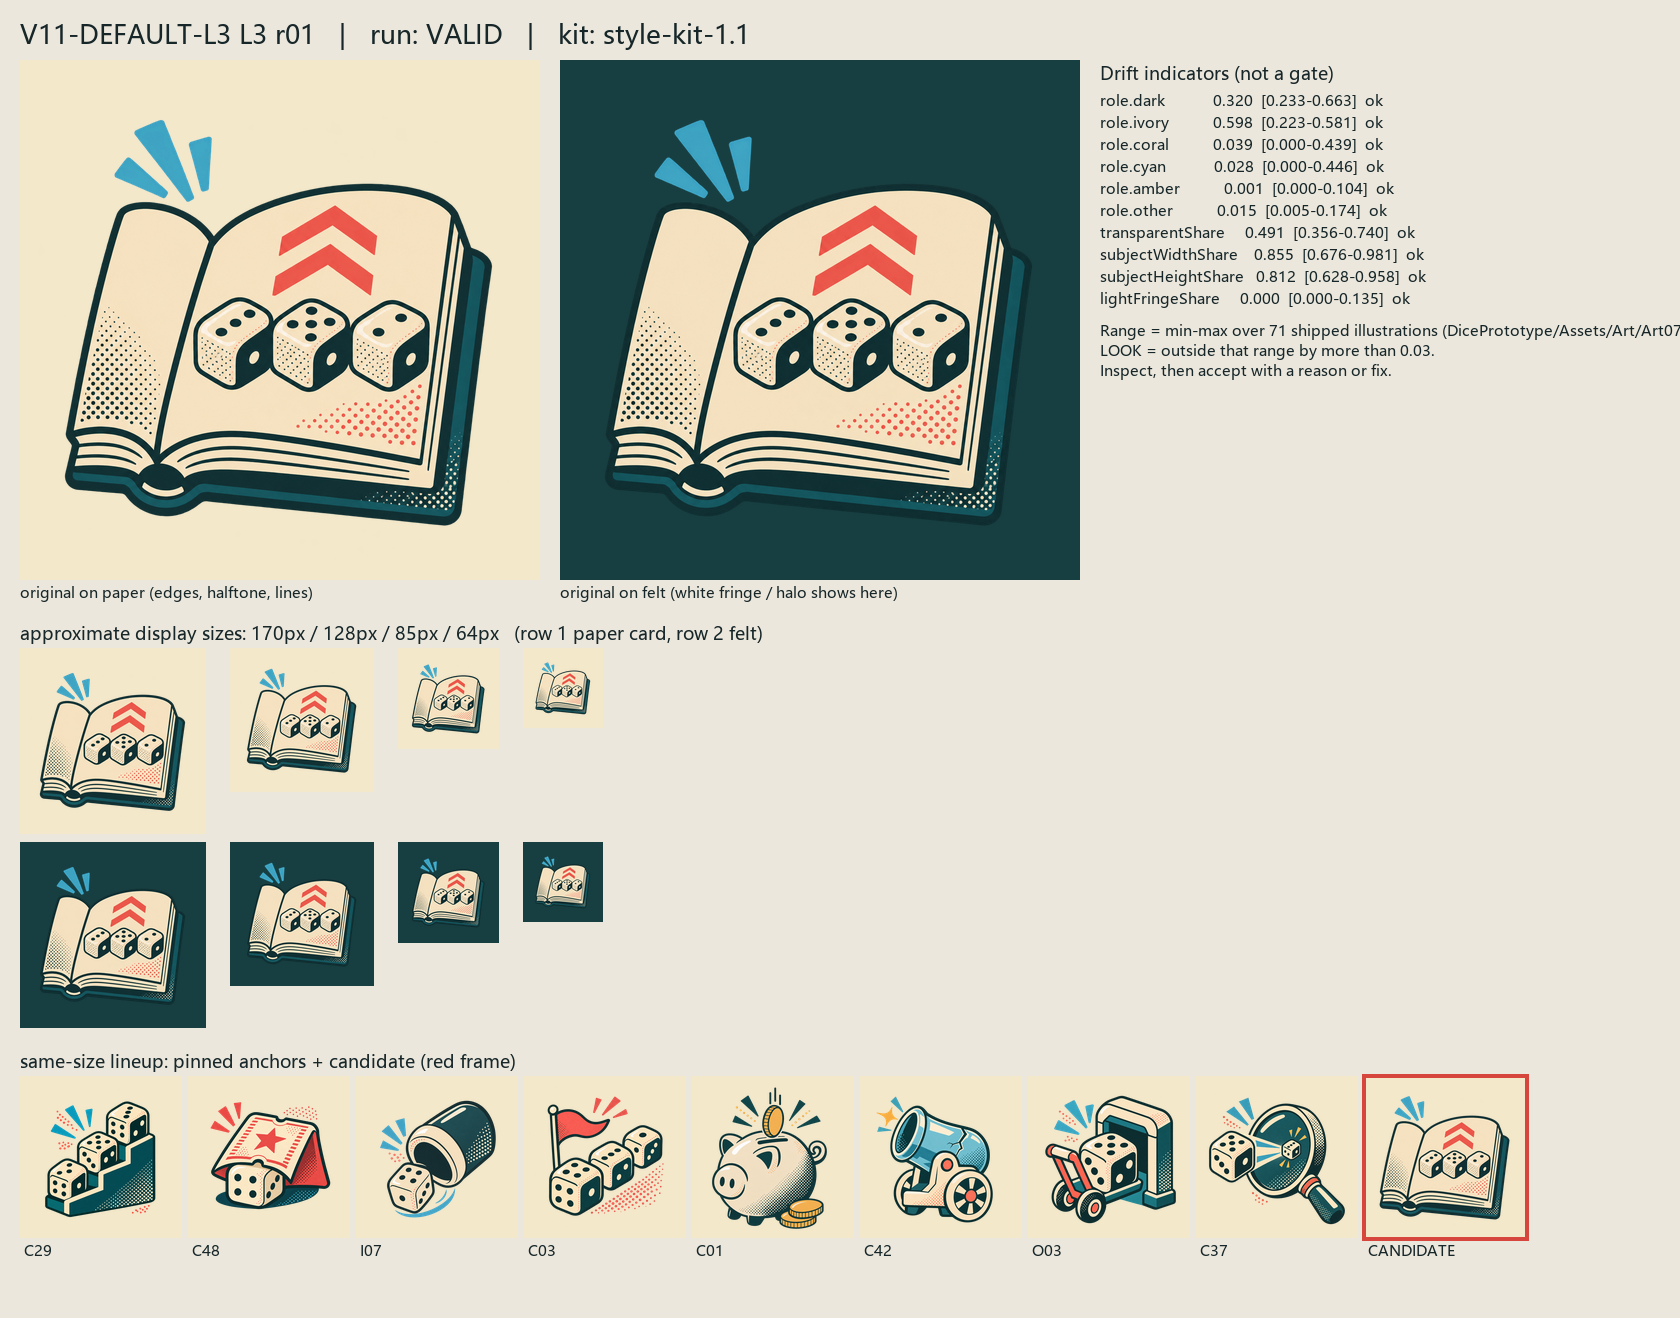 V11-DEFAULT-L3 L3 r01 | run: VALID | kit: style-kit-1.1
Drift indicators (not a gate)
role.dark 0.320 [0.233-0.663] ok
role.ivory 0.598 [0.223-0.581] ok
role.coral 0.039 [0.000-0.439] ok
role.cyan 0.028 [0.000-0.446] ok
role.amber 0.001 [0.000-0.104] ok
role.other 0.015 [0.005-0.174] ok
transparentShare 0.491 [0.356-0.740] ok
subjectWidthShare 0.855 [0.676-0.981] ok
subjectHeightShare 0.812 [0.628-0.958] ok
lightFringeShare 0.000 [0.000-0.135] ok
Range = min-max over 71 shipped illustrations (DicePrototype/Assets/Art/Art07
LOOK = outside that range by more than 0.03.
Inspect, then accept with a reason or fix.
original on paper (edges, halftone, lines)
original on felt (white fringe / halo shows here)
approximate display sizes: 170px / 128px / 85px / 64px (row 1 paper card, row 2 felt)
same-size lineup: pinned anchors + candidate (red frame)
C29 C48 I07 C03 C01 C42 O03 C37 CANDIDATE